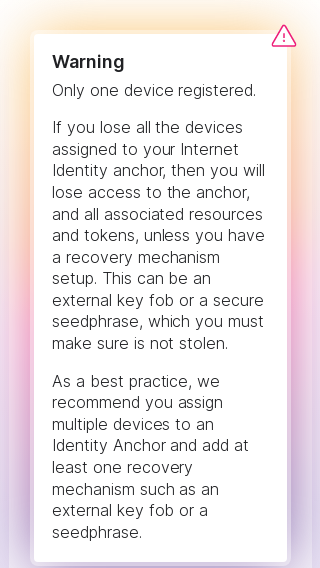 Warning
Only one device registered.
If you lose all the devices
assigned to your Internet
Identity anchor, then you will
lose access to the anchor,
and all associated resources
and tokens, unless you have
a recovery mechanism
setup. This can be an
external key fob or a secure
seedphrase, which you must
make sure is not stolen.
As a best practice, we
recommend you assign
multiple devices to an
Identity Anchor and add at
least one recovery
mechanism such as an
external key fob or a
seedphrase.